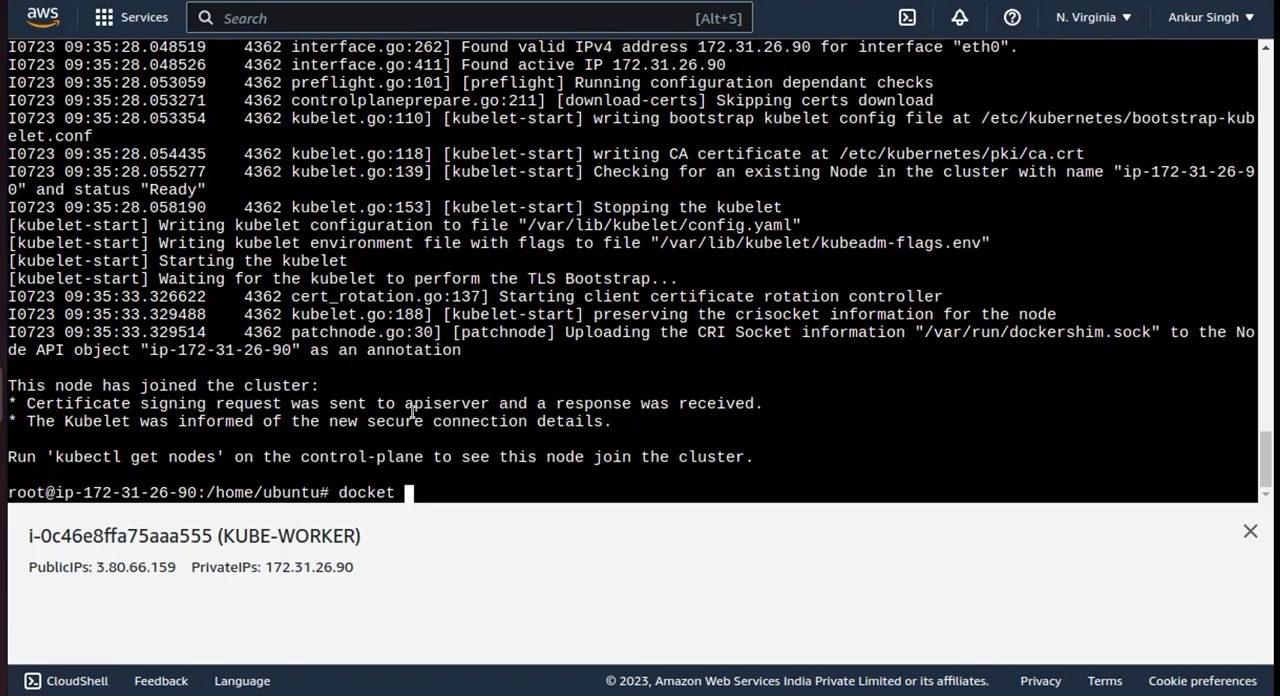 aws Services Search [Alt+S] N. Virginia Ankur Singh
I0723 09:35:28.048519    4362 interface.go:262] Found valid IPv4 address 172.31.26.90 for interface "eth0".
I0723 09:35:28.048526    4362 interface.go:411] Found active IP 172.31.26.90
I0723 09:35:28.053059    4362 preflight.go:101] [preflight] Running configuration dependant checks
I0723 09:35:28.053271    4362 controlplaneprepare.go:211] [download-certs] Skipping certs download
I0723 09:35:28.053354    4362 kubelet.go:110] [kubelet-start] writing bootstrap kubelet config file at /etc/kubernetes/bootstrap-kub
elet.conf
I0723 09:35:28.054435    4362 kubelet.go:118] [kubelet-start] writing CA certificate at /etc/kubernetes/pki/ca.crt
I0723 09:35:28.055277    4362 kubelet.go:139] [kubelet-start] Checking for an existing Node in the cluster with name "ip-172-31-26-9
0" and status "Ready"
I0723 09:35:28.058190    4362 kubelet.go:153] [kubelet-start] Stopping the kubelet
[kubelet-start] Writing kubelet configuration to file "/var/lib/kubelet/config.yaml"
[kubelet-start] Writing kubelet environment file with flags to file "/var/lib/kubelet/kubeadm-flags.env"
[kubelet-start] Starting the kubelet
[kubelet-start] Waiting for the kubelet to perform the TLS Bootstrap...
I0723 09:35:33.326622    4362 cert_rotation.go:137] Starting client certificate rotation controller
I0723 09:35:33.329488    4362 kubelet.go:188] [kubelet-start] preserving the crisocket information for the node
I0723 09:35:33.329514    4362 patchnode.go:30] [patchnode] Uploading the CRI Socket information "/var/run/dockershim.sock" to the No
de API object "ip-172-31-26-90" as an annotation
This node has joined the cluster:
* Certificate signing request was sent to apiserver and a response was received.
* The Kubelet was informed of the new secure connection details.
Run 'kubectl get nodes' on the control-plane to see this node join the cluster.
root@ip-172-31-26-90:/home/ubuntu# docket
i-0c46e8ffa75aaa555 (KUBE-WORKER)
PublicIPs: 3.80.66.159 PrivateIPs: 172.31.26.90
CloudShell Feedback Language © 2023, Amazon Web Services India Private Limited or its affiliates. Privacy Terms Cookie preferences